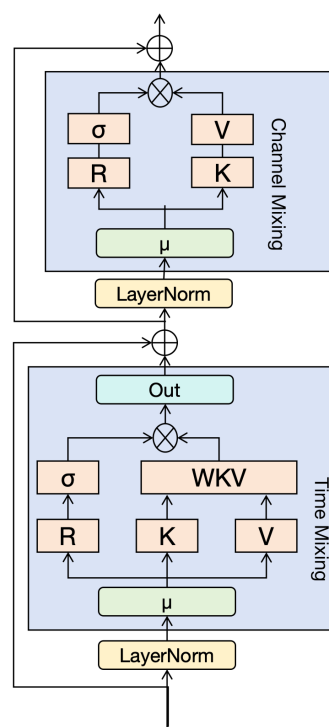 σ
V
R
K
Channel Mixing
μ
LayerNorm
Out
σ
WKV
R
K
V
Time Mixing
μ
LayerNorm